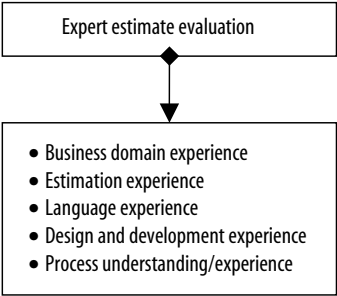 Expert estimate evaluation
• Business domain experience
• Estimation experience
• Language experience
• Design and development experience
• Process understanding/experience